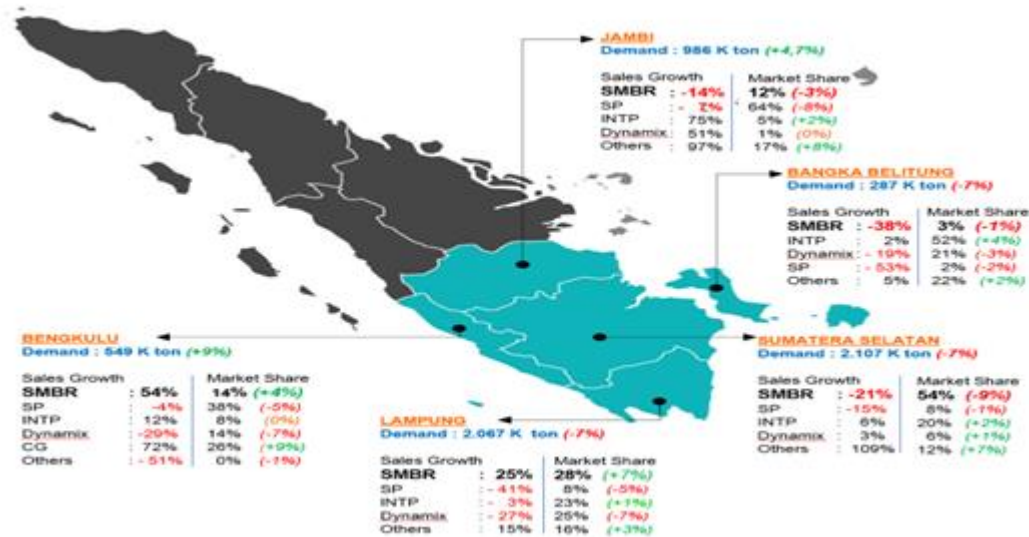 JAMBI
Demand : 986 K ton (+4,7%)
Sales Growth Market Share
SMBR : -14% 12% (-3%)
SP : - 7% 64% (-8%)
INTP : 75% 5% (+2%)
Dynamix : 51% 1% (0%)
Others : 97% 17% (+8%)
BANGKA BELITUNG
Demand : 287 K ton (-7%)
Sales Growth Market Share
SMBR : -38% 3% (-1%)
INTP : 2% 52% (+4%)
Dynamix : - 19% 21% (-3%)
SP : - 53% 2% (-2%)
Others : 5% 22% (+2%)
BENGKULU
Demand : 549 K ton (+9%)
Sales Growth Market Share
SMBR : 54% 14% (+4%)
SP : -4% 38% (-5%)
INTP : 12% 8% (0%)
Dynamix : -29% 14% (-7%)
CG : 72% 26% (+9%)
Others : - 51% 0% (-1%)
LAMPUNG
Demand : 2.067 K ton (-7%)
Sales Growth Market Share
SMBR : 25% 28% (+7%)
SP : - 41% 8% (-5%)
INTP : - 3% 23% (+1%)
Dynamix : - 27% 25% (-7%)
Others : 15% 16% (+3%)
SUMATERA SELATAN
Demand : 2.107 K ton (-7%)
Sales Growth Market Share
SMBR : -21% 54% (-9%)
SP : -15% 8% (-1%)
INTP : 6% 20% (+2%)
Dynamix : 3% 6% (+1%)
Others : 109% 12% (+7%)